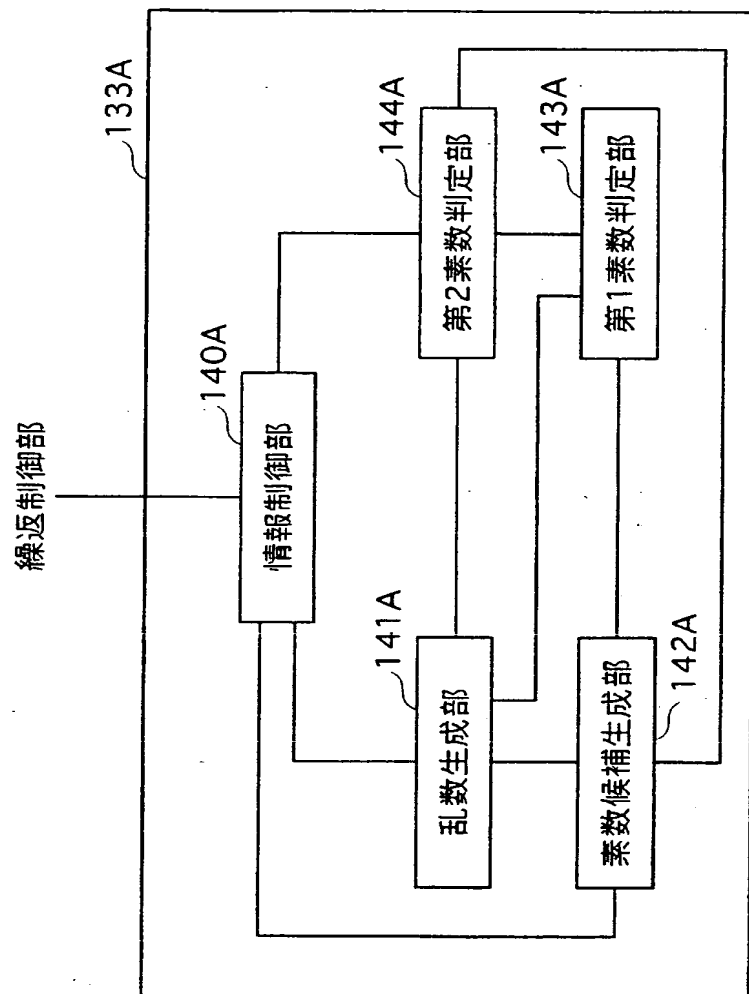 繰返制御部
133A
140A
情報制御部
141A
乱数生成部
144A
第2素数判定部
142A
素数候補生成部
143A
第1素数判定部